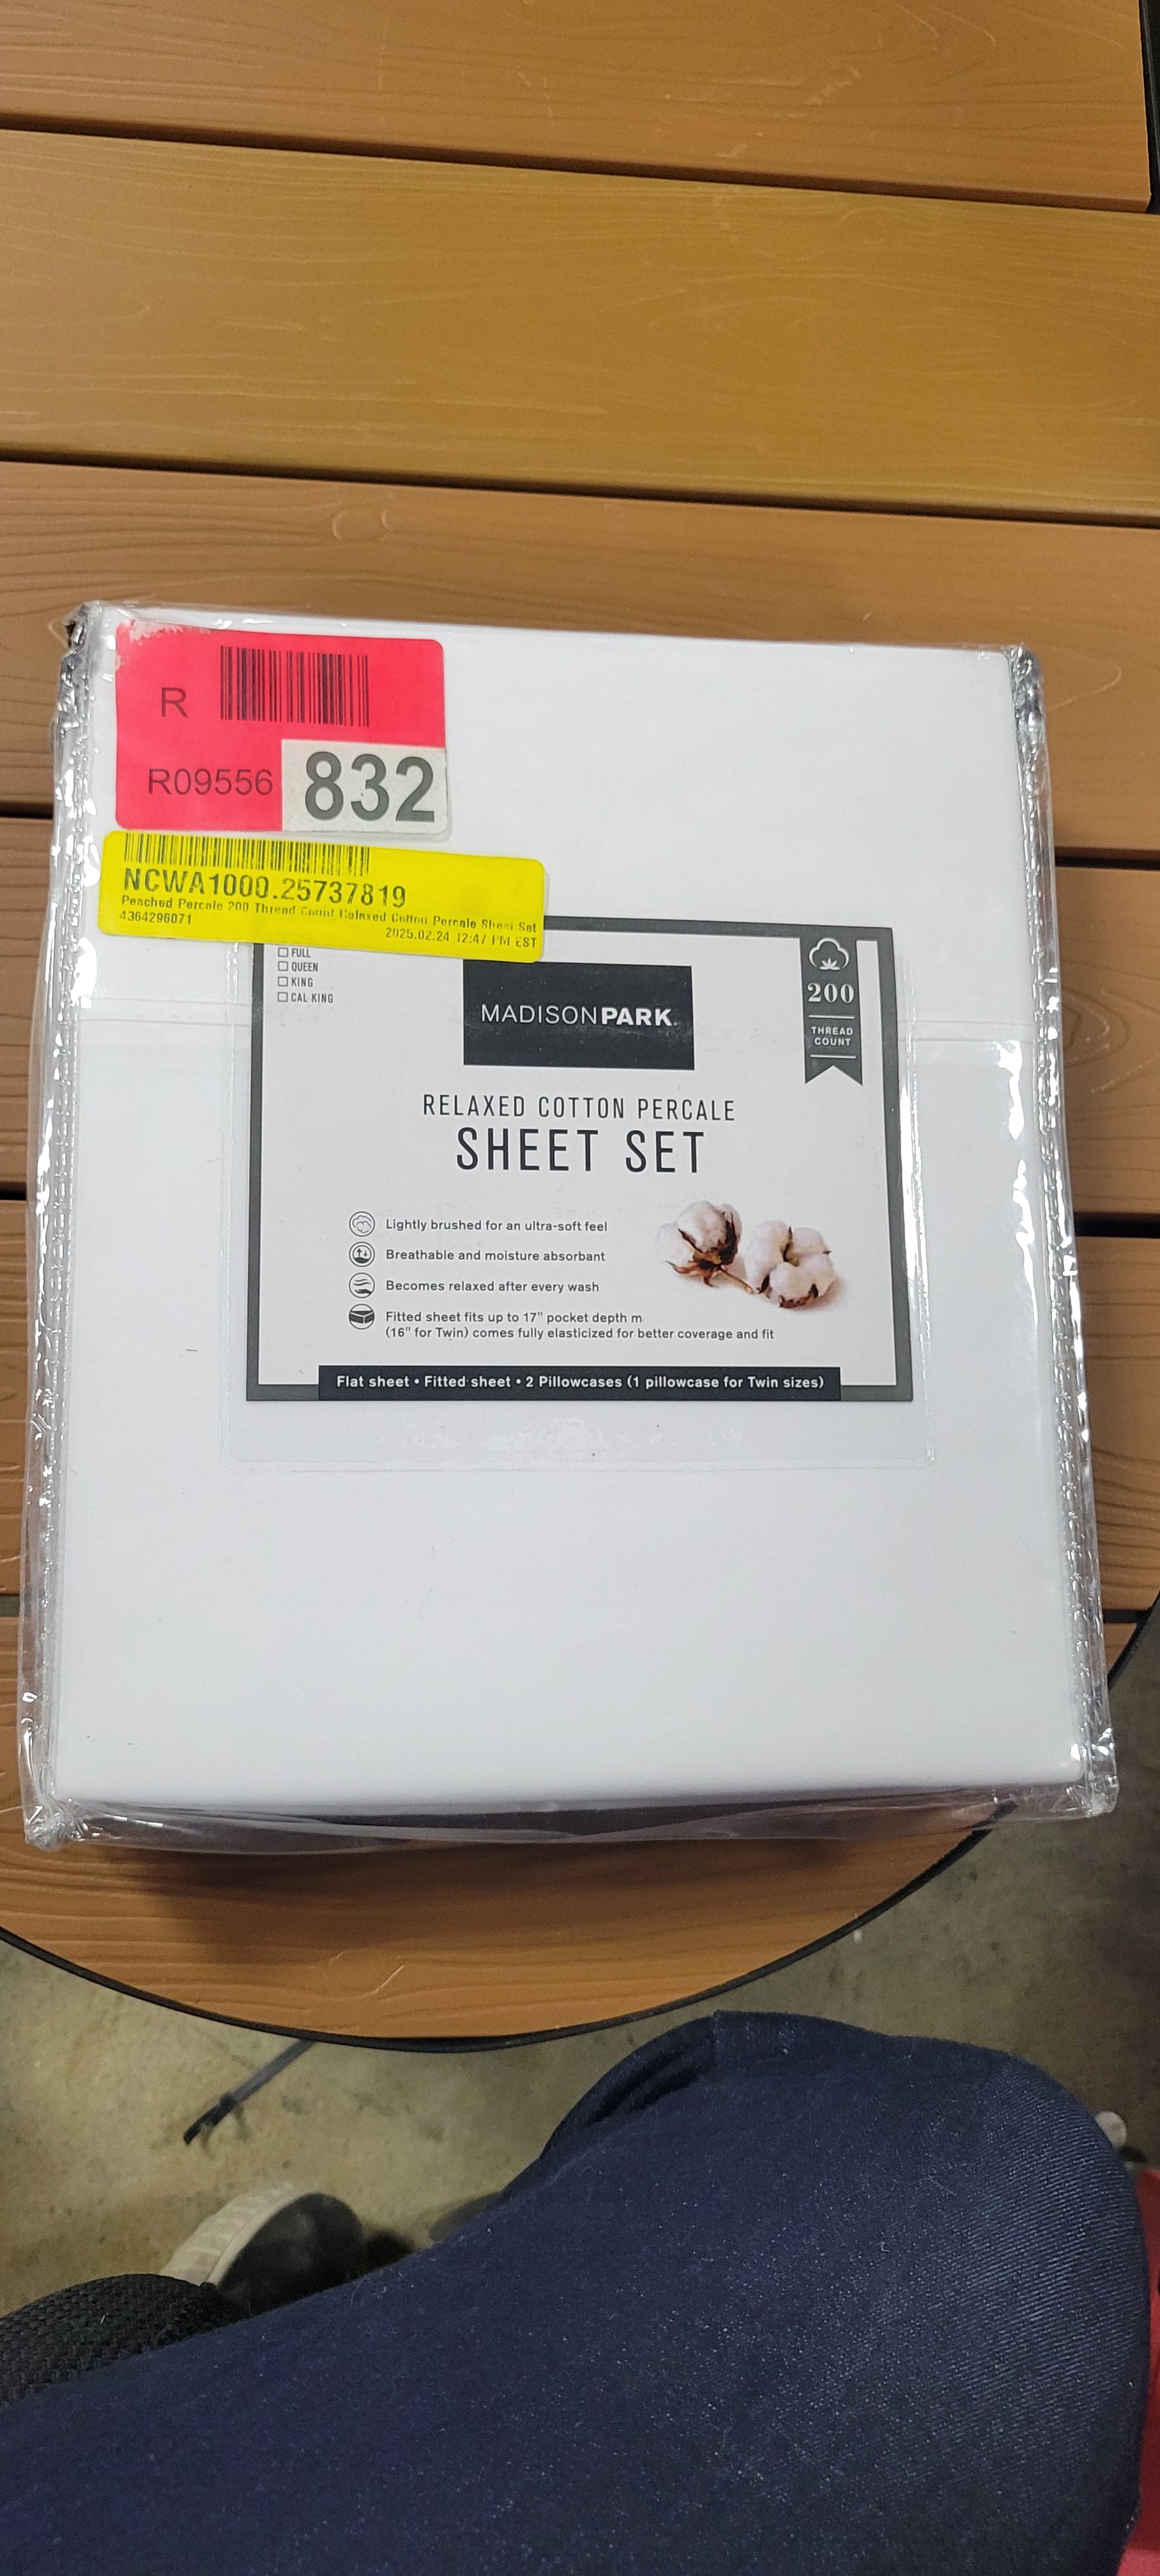 R
R09556
832
NCWA1000.25737819
Peached Percale 200 Thread Count Relaxed Cotton Percale Sheet Set
4364296071
2025.02.24 12:47 PM EST
FULL
QUEEN
KING
CAL KING
MADISONPARK®
200
THREAD
COUNT
RELAXED COTTON PERCALE
SHEET SET
Lightly brushed for an ultra-soft feel
Breathable and moisture absorbant
Becomes relaxed after every wash
Fitted sheet fits up to 17" pocket depth m
(16" for Twin) comes fully elasticized for better coverage and fit
Flat sheet • Fitted sheet • 2 Pillowcases (1 pillowcase for Twin sizes)